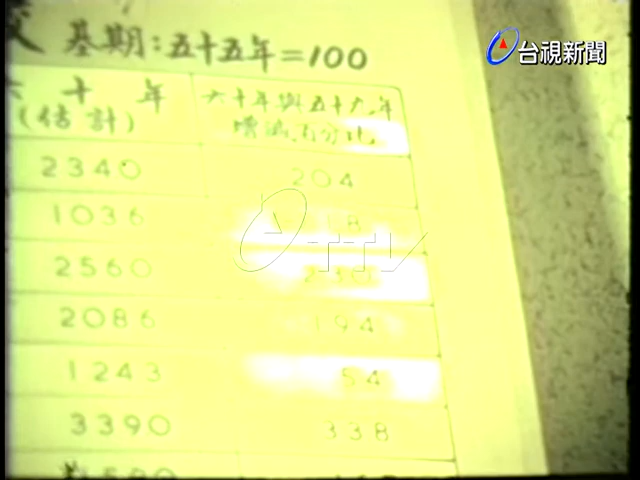 台視新聞
基期:五十五年=100
六十年 六十年與五十九年
(估計) 增減百分比
2340 204
1036
2560
2086 194
1243 54
3390 338
TTV